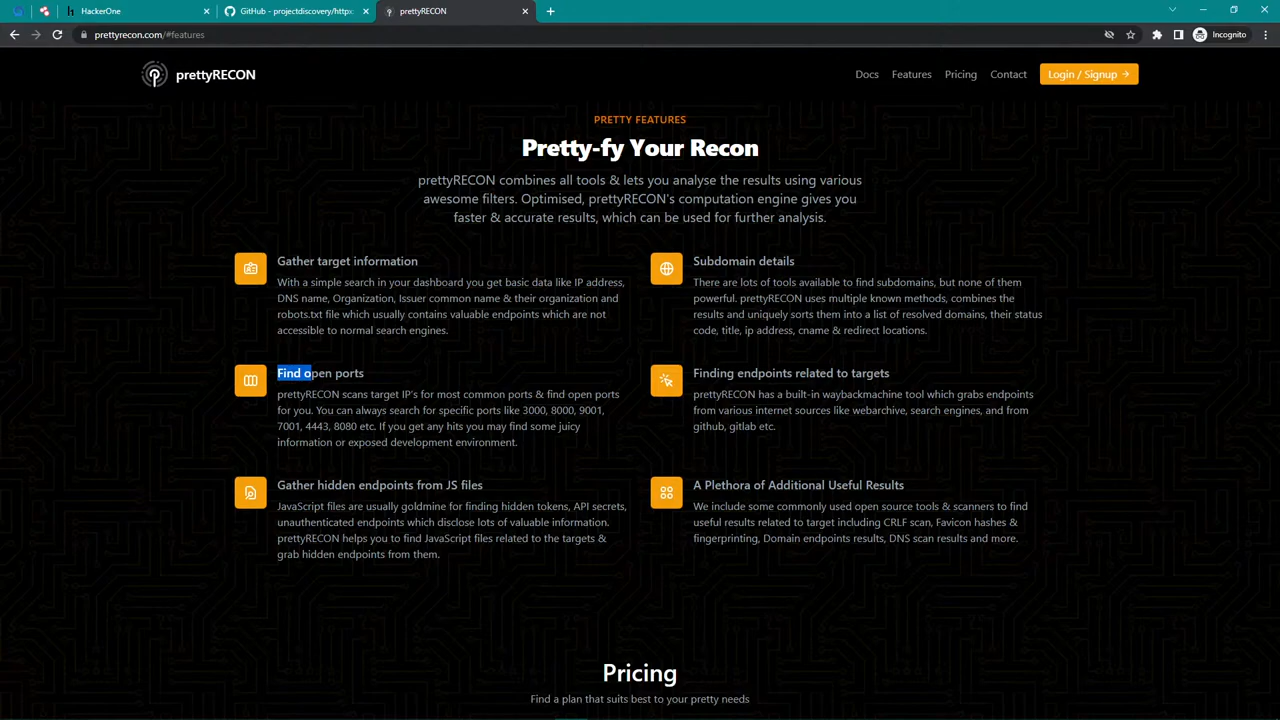 HackerOne
GitHub - projectdiscovery/httpx
prettyRECON
prettyrecon.com/#features
Incognito
prettyRECON
Docs
Features
Pricing
Contact
Login / Signup →
PRETTY FEATURES
Pretty-fy Your Recon
prettyRECON combines all tools & lets you analyse the results using various
awesome filters. Optimised, prettyRECON's computation engine gives you
faster & accurate results, which can be used for further analysis.
Gather target information
With a simple search in your dashboard you get basic data like IP address,
DNS name, Organization, Issuer common name & their organization and
robots.txt file which usually contains valuable endpoints which are not
accessible to normal search engines.
Subdomain details
There are lots of tools available to find subdomains, but none of them
powerful. prettyRECON uses multiple known methods, combines the
results and uniquely sorts them into a list of resolved domains, their status
code, title, ip address, cname & redirect locations.
Find open ports
prettyRECON scans target IP's for most common ports & find open ports
for you. You can always search for specific ports like 3000, 8000, 9001,
7001, 4443, 8080 etc. If you get any hits you may find some juicy
information or exposed development environment.
Finding endpoints related to targets
prettyRECON has a built-in waybackmachine tool which grabs endpoints
from various internet sources like webarchive, search engines, and from
github, gitlab etc.
Gather hidden endpoints from JS files
JavaScript files are usually goldmine for finding hidden tokens, API secrets,
unauthenticated endpoints which disclose lots of valuable information.
prettyRECON helps you to find JavaScript files related to the targets &
grab hidden endpoints from them.
A Plethora of Additional Useful Results
We include some commonly used open source tools & scanners to find
useful results related to target including CRLF scan, Favicon hashes &
fingerprinting, Domain endpoints results, DNS scan results and more.
Pricing
Find a plan that suits best to your pretty needs